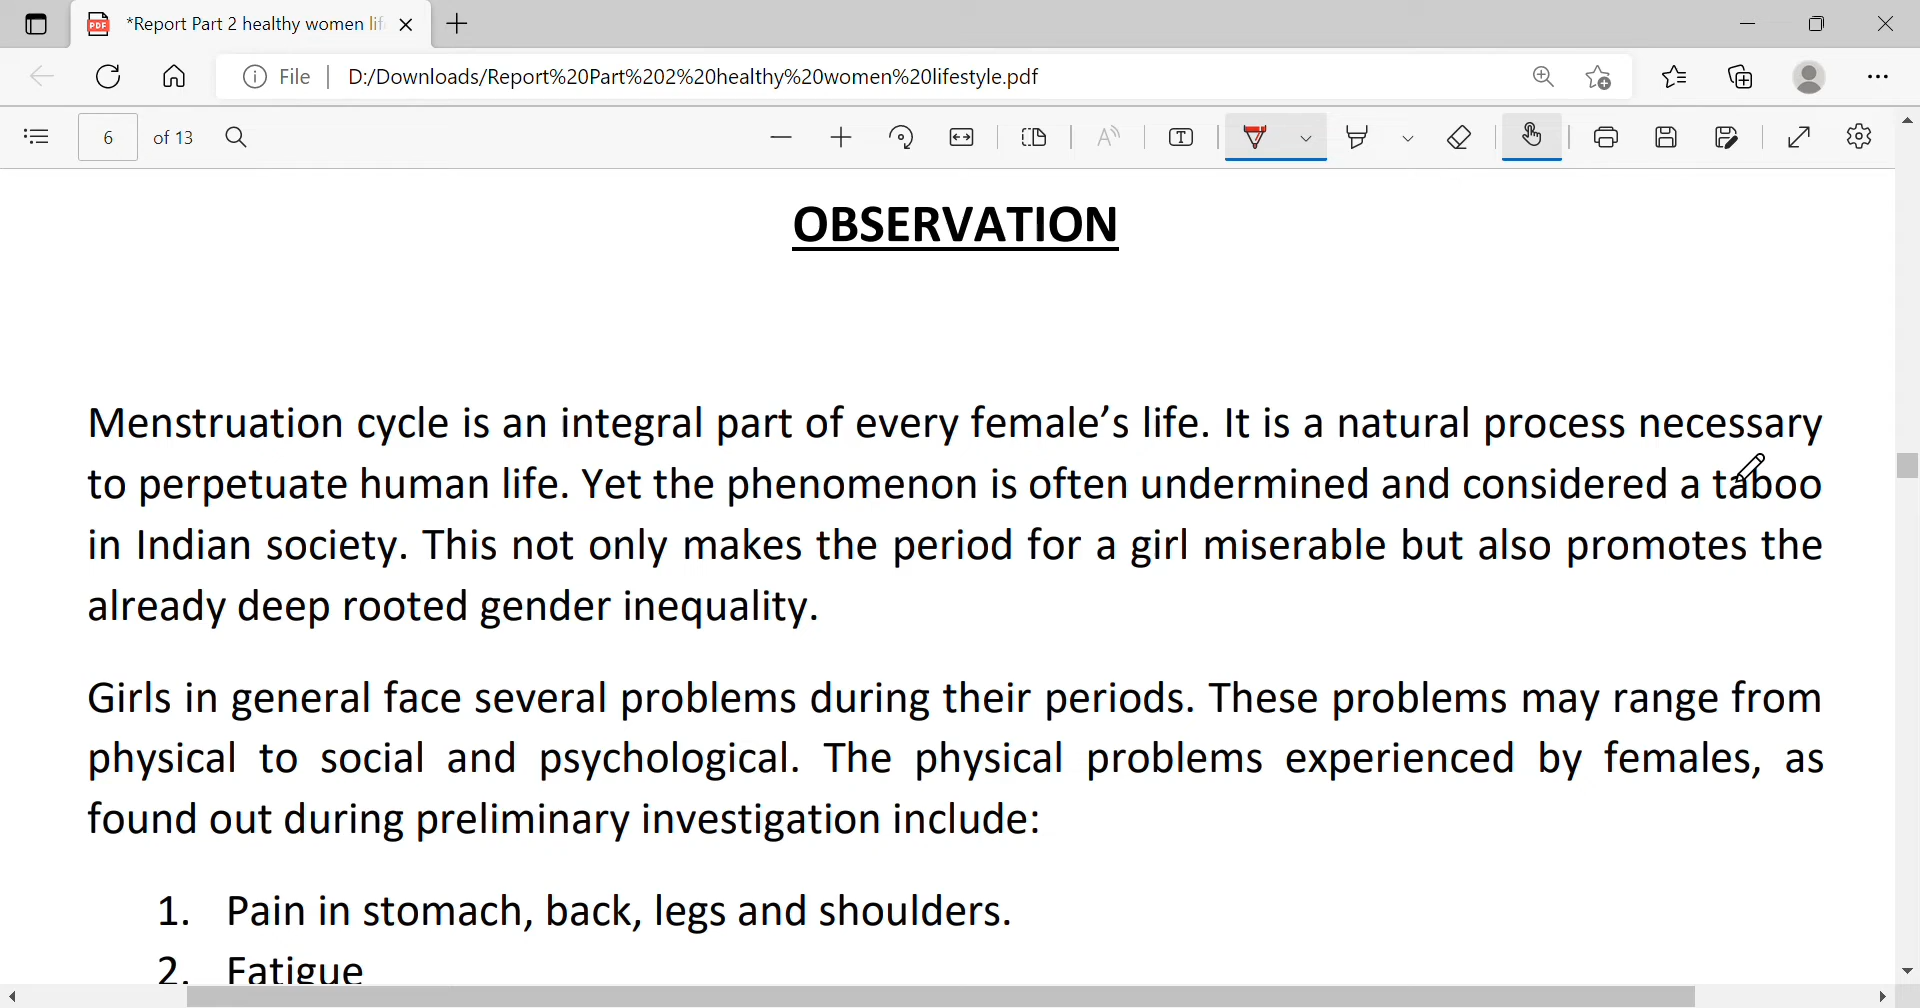 *Report Part 2 healthy women lif
File D:/Downloads/Report%20Part%202%20healthy%20women%20lifestyle.pdf
6 of 13
OBSERVATION
Menstruation cycle is an integral part of every female’s life. It is a natural process necessary
to perpetuate human life. Yet the phenomenon is often undermined and considered a taboo
in Indian society. This not only makes the period for a girl miserable but also promotes the
already deep rooted gender inequality.
Girls in general face several problems during their periods. These problems may range from
physical to social and psychological. The physical problems experienced by females, as
found out during preliminary investigation include:
1. Pain in stomach, back, legs and shoulders.
2. Fatigue